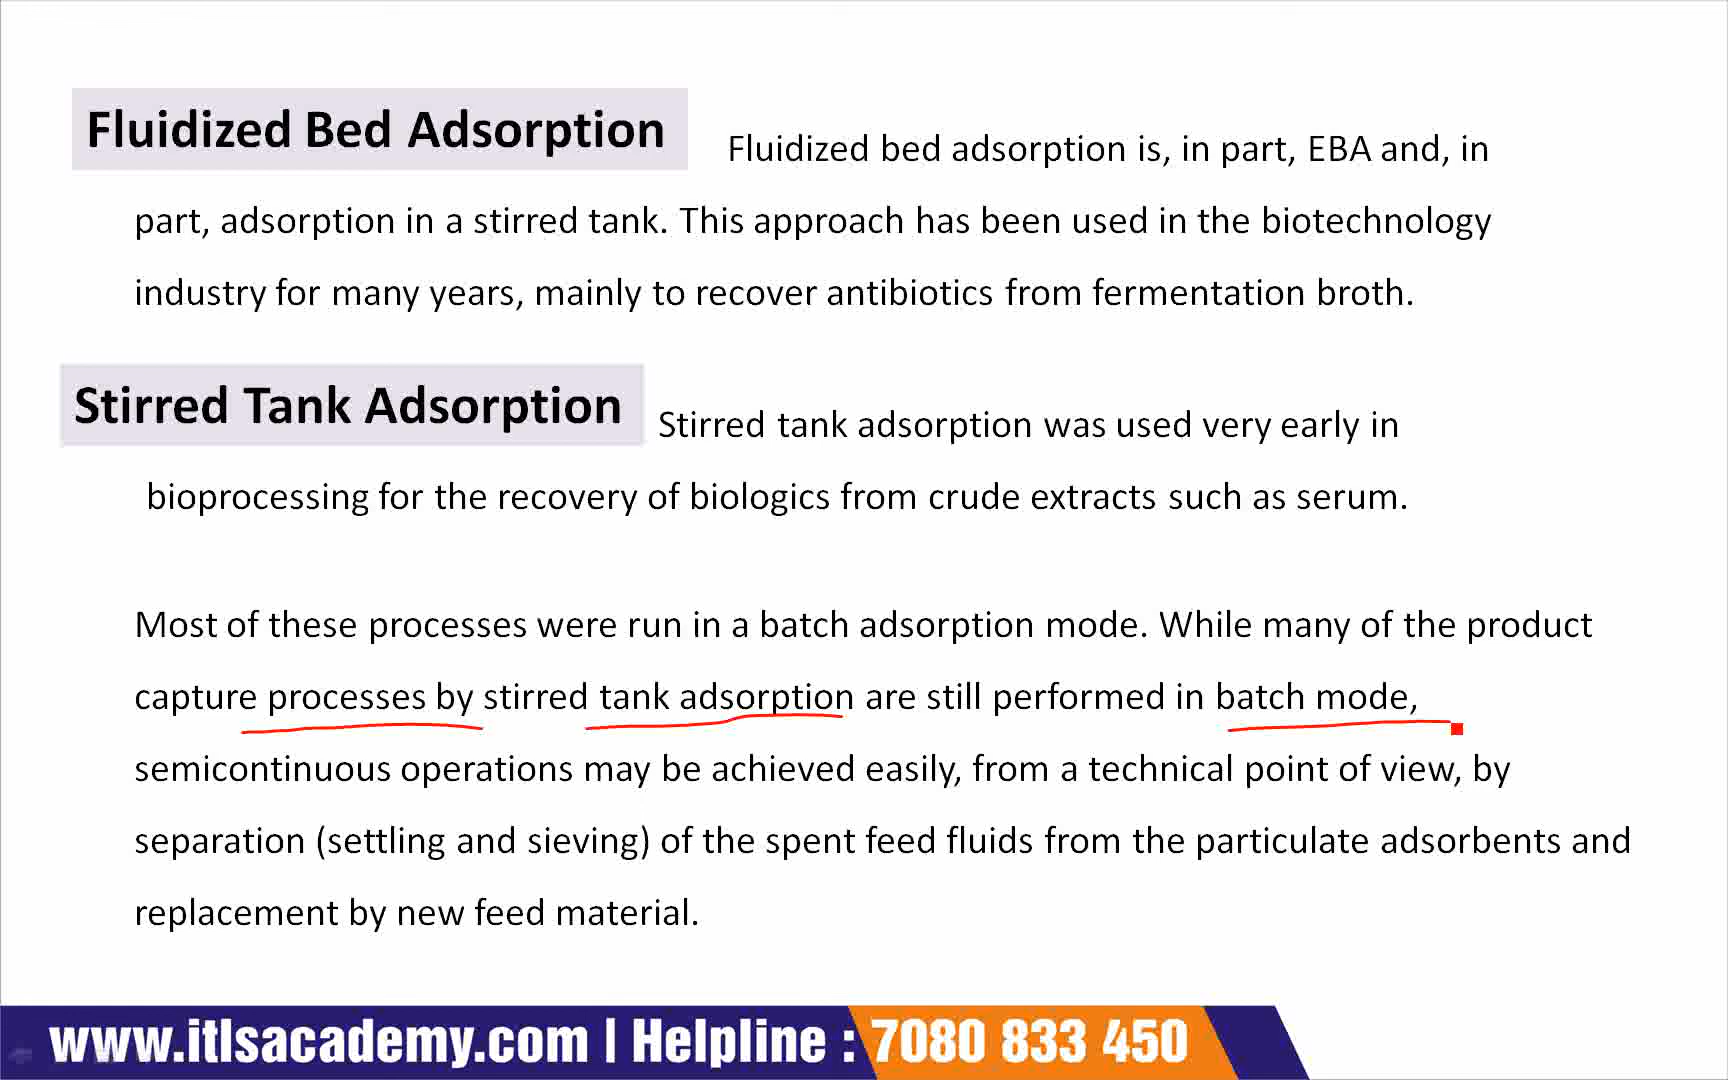 Fluidized Bed Adsorption Fluidized bed adsorption is, in part, EBA and, in
part, adsorption in a stirred tank. This approach has been used in the biotechnology
industry for many years, mainly to recover antibiotics from fermentation broth.
Stirred Tank Adsorption Stirred tank adsorption was used very early in
bioprocessing for the recovery of biologics from crude extracts such as serum.
Most of these processes were run in a batch adsorption mode. While many of the product
capture processes by stirred tank adsorption are still performed in batch mode,
semicontinuous operations may be achieved easily, from a technical point of view, by
separation (settling and sieving) of the spent feed fluids from the particulate adsorbents and
replacement by new feed material.
www.itlsacademy.com | Helpline : 7080 833 450